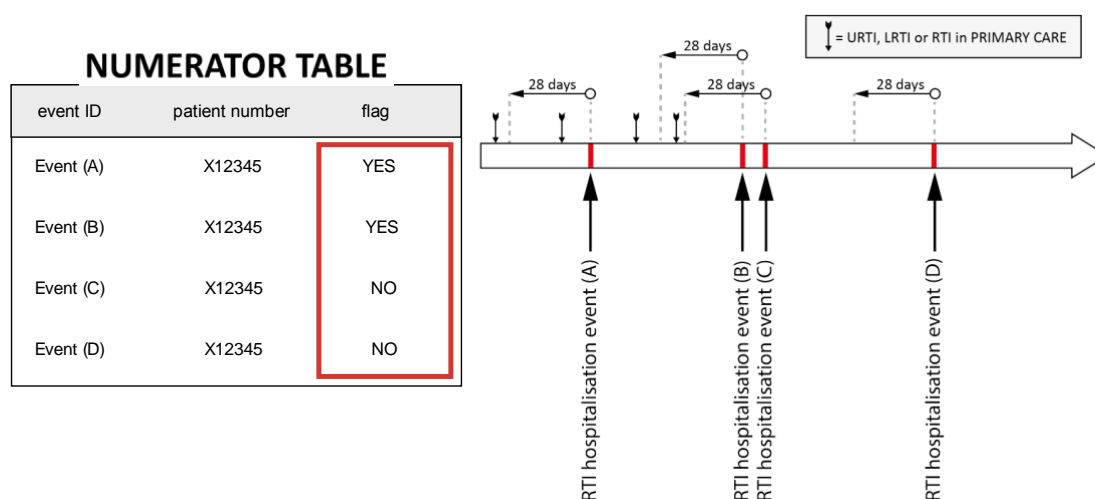 NUMERATOR TABLE
event ID patient number flag
Event (A) X12345 YES
Event (B) X12345 YES
Event (C) X12345 NO
Event (D) X12345 NO
= URTI, LRTI or RTI in PRIMARY CARE
28 days
28 days
28 days
28 days
RTI hospitalisation event (A)
RTI hospitalisation event (B)
RTI hospitalisation event (C)
RTI hospitalisation event (D)